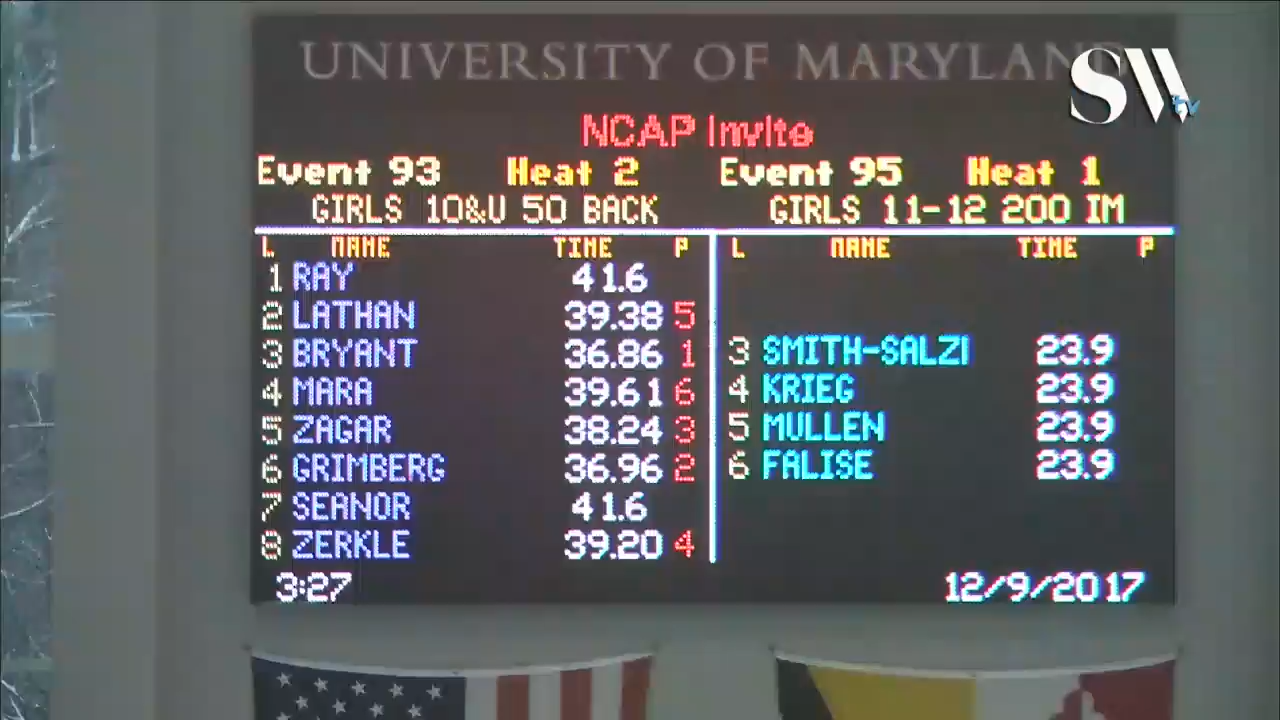 UNIVERSITY OF MARYLAND
SW
TV
NCAP Invite
Event 93 Heat 2 Event 95 Heat 1
GIRLS 10&U 50 BACK GIRLS 11-12 200 IM
L NAME TIME P L NAME TIME P
1 RAY 41.6
2 LATHAN 39.38 5
3 BRYANT 36.86 1 3 SMITH-SALZI 23.9
4 MARA 39.61 6 4 KRIEG 23.9
5 ZAGAR 38.24 3 5 MULLEN 23.9
6 GRIMBERG 36.96 2 6 FALISE 23.9
7 SEANOR 41.6
8 ZERKLE 39.20 4
3:27 12/9/2017